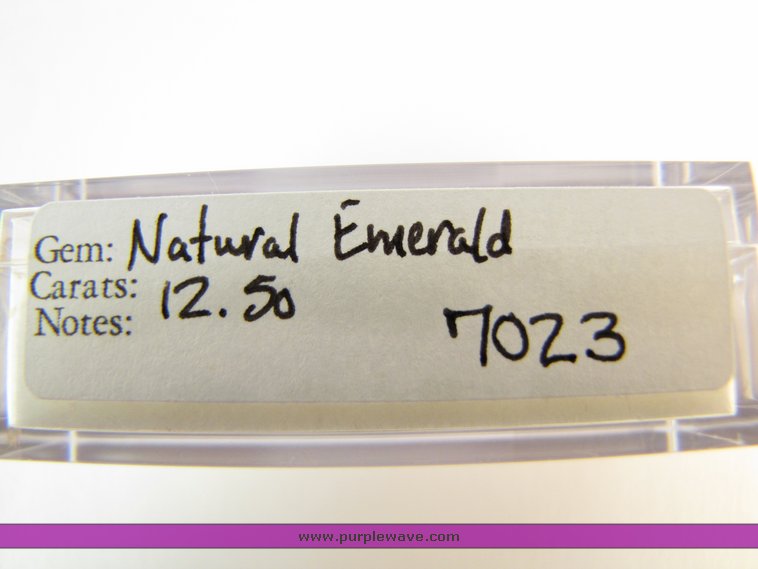 Gem: Natural Emerald
Carats: 12.50
Notes: 7023
www.purplewave.com